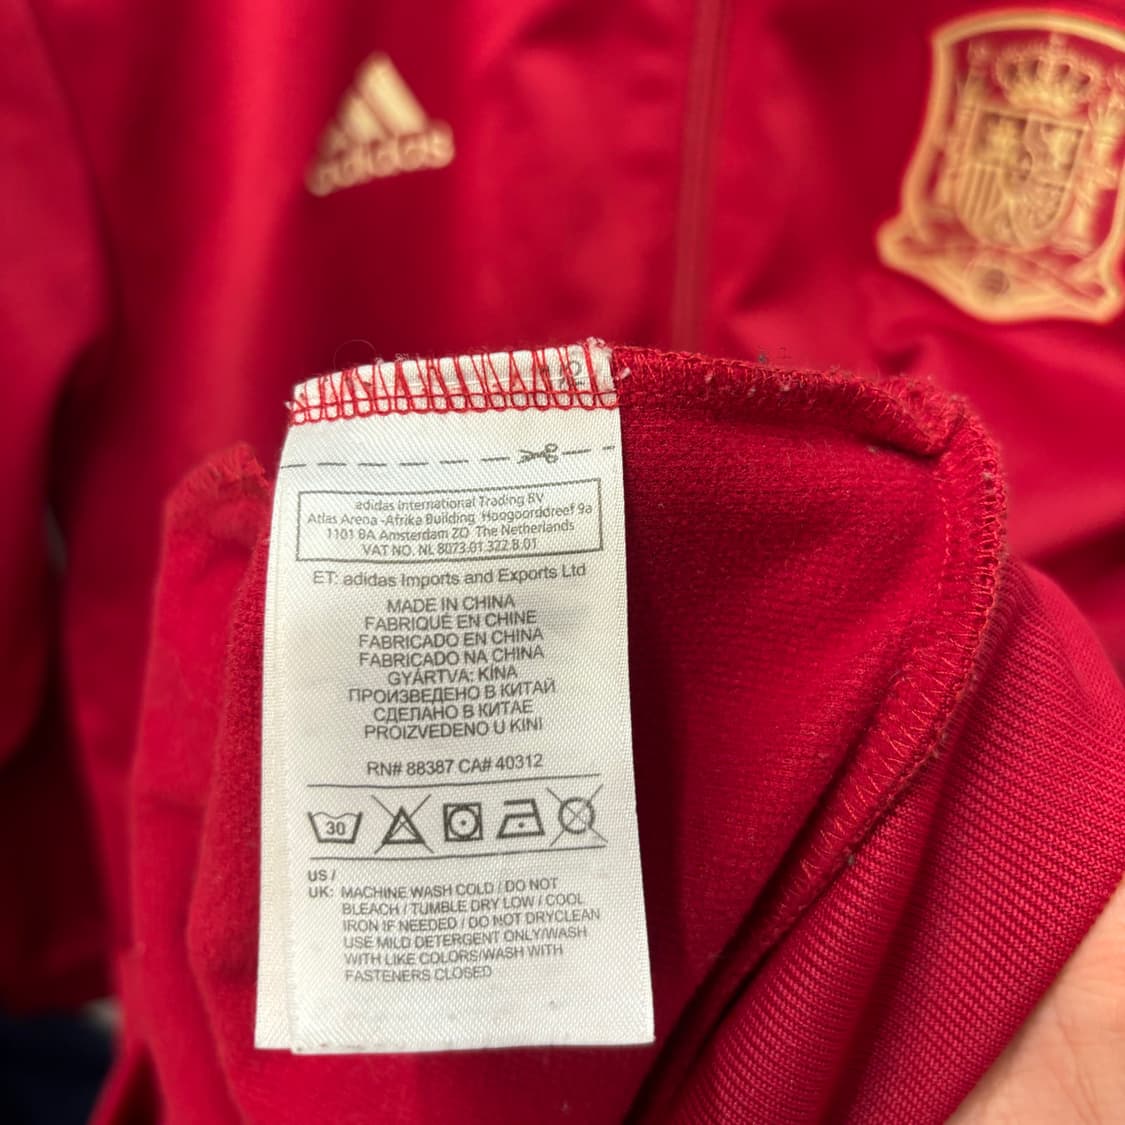 adidas
adidas International Trading BV
Atlas Arena -Afrika Building Hoogoorddreef 9a
1101 BA Amsterdam ZO The Netherlands
VAT NO. NL 8073.01.322.B.01
ET: adidas Imports and Exports Ltd
MADE IN CHINA
FABRIQUÉ EN CHINE
FABRICADO EN CHINA
FABRICADO NA CHINA
GYÁRTVA: KÍNA
ПРОИЗВЕДЕНО В КИТАЙ
СДЕЛАНО В КИТАЕ
PROIZVEDENO U KINI
RN# 88387 CA# 40312
30
US /
UK: MACHINE WASH COLD / DO NOT
BLEACH / TUMBLE DRY LOW / COOL
IRON IF NEEDED / DO NOT DRYCLEAN
USE MILD DETERGENT ONLY/WASH
WITH LIKE COLORS/WASH WITH
FASTENERS CLOSED